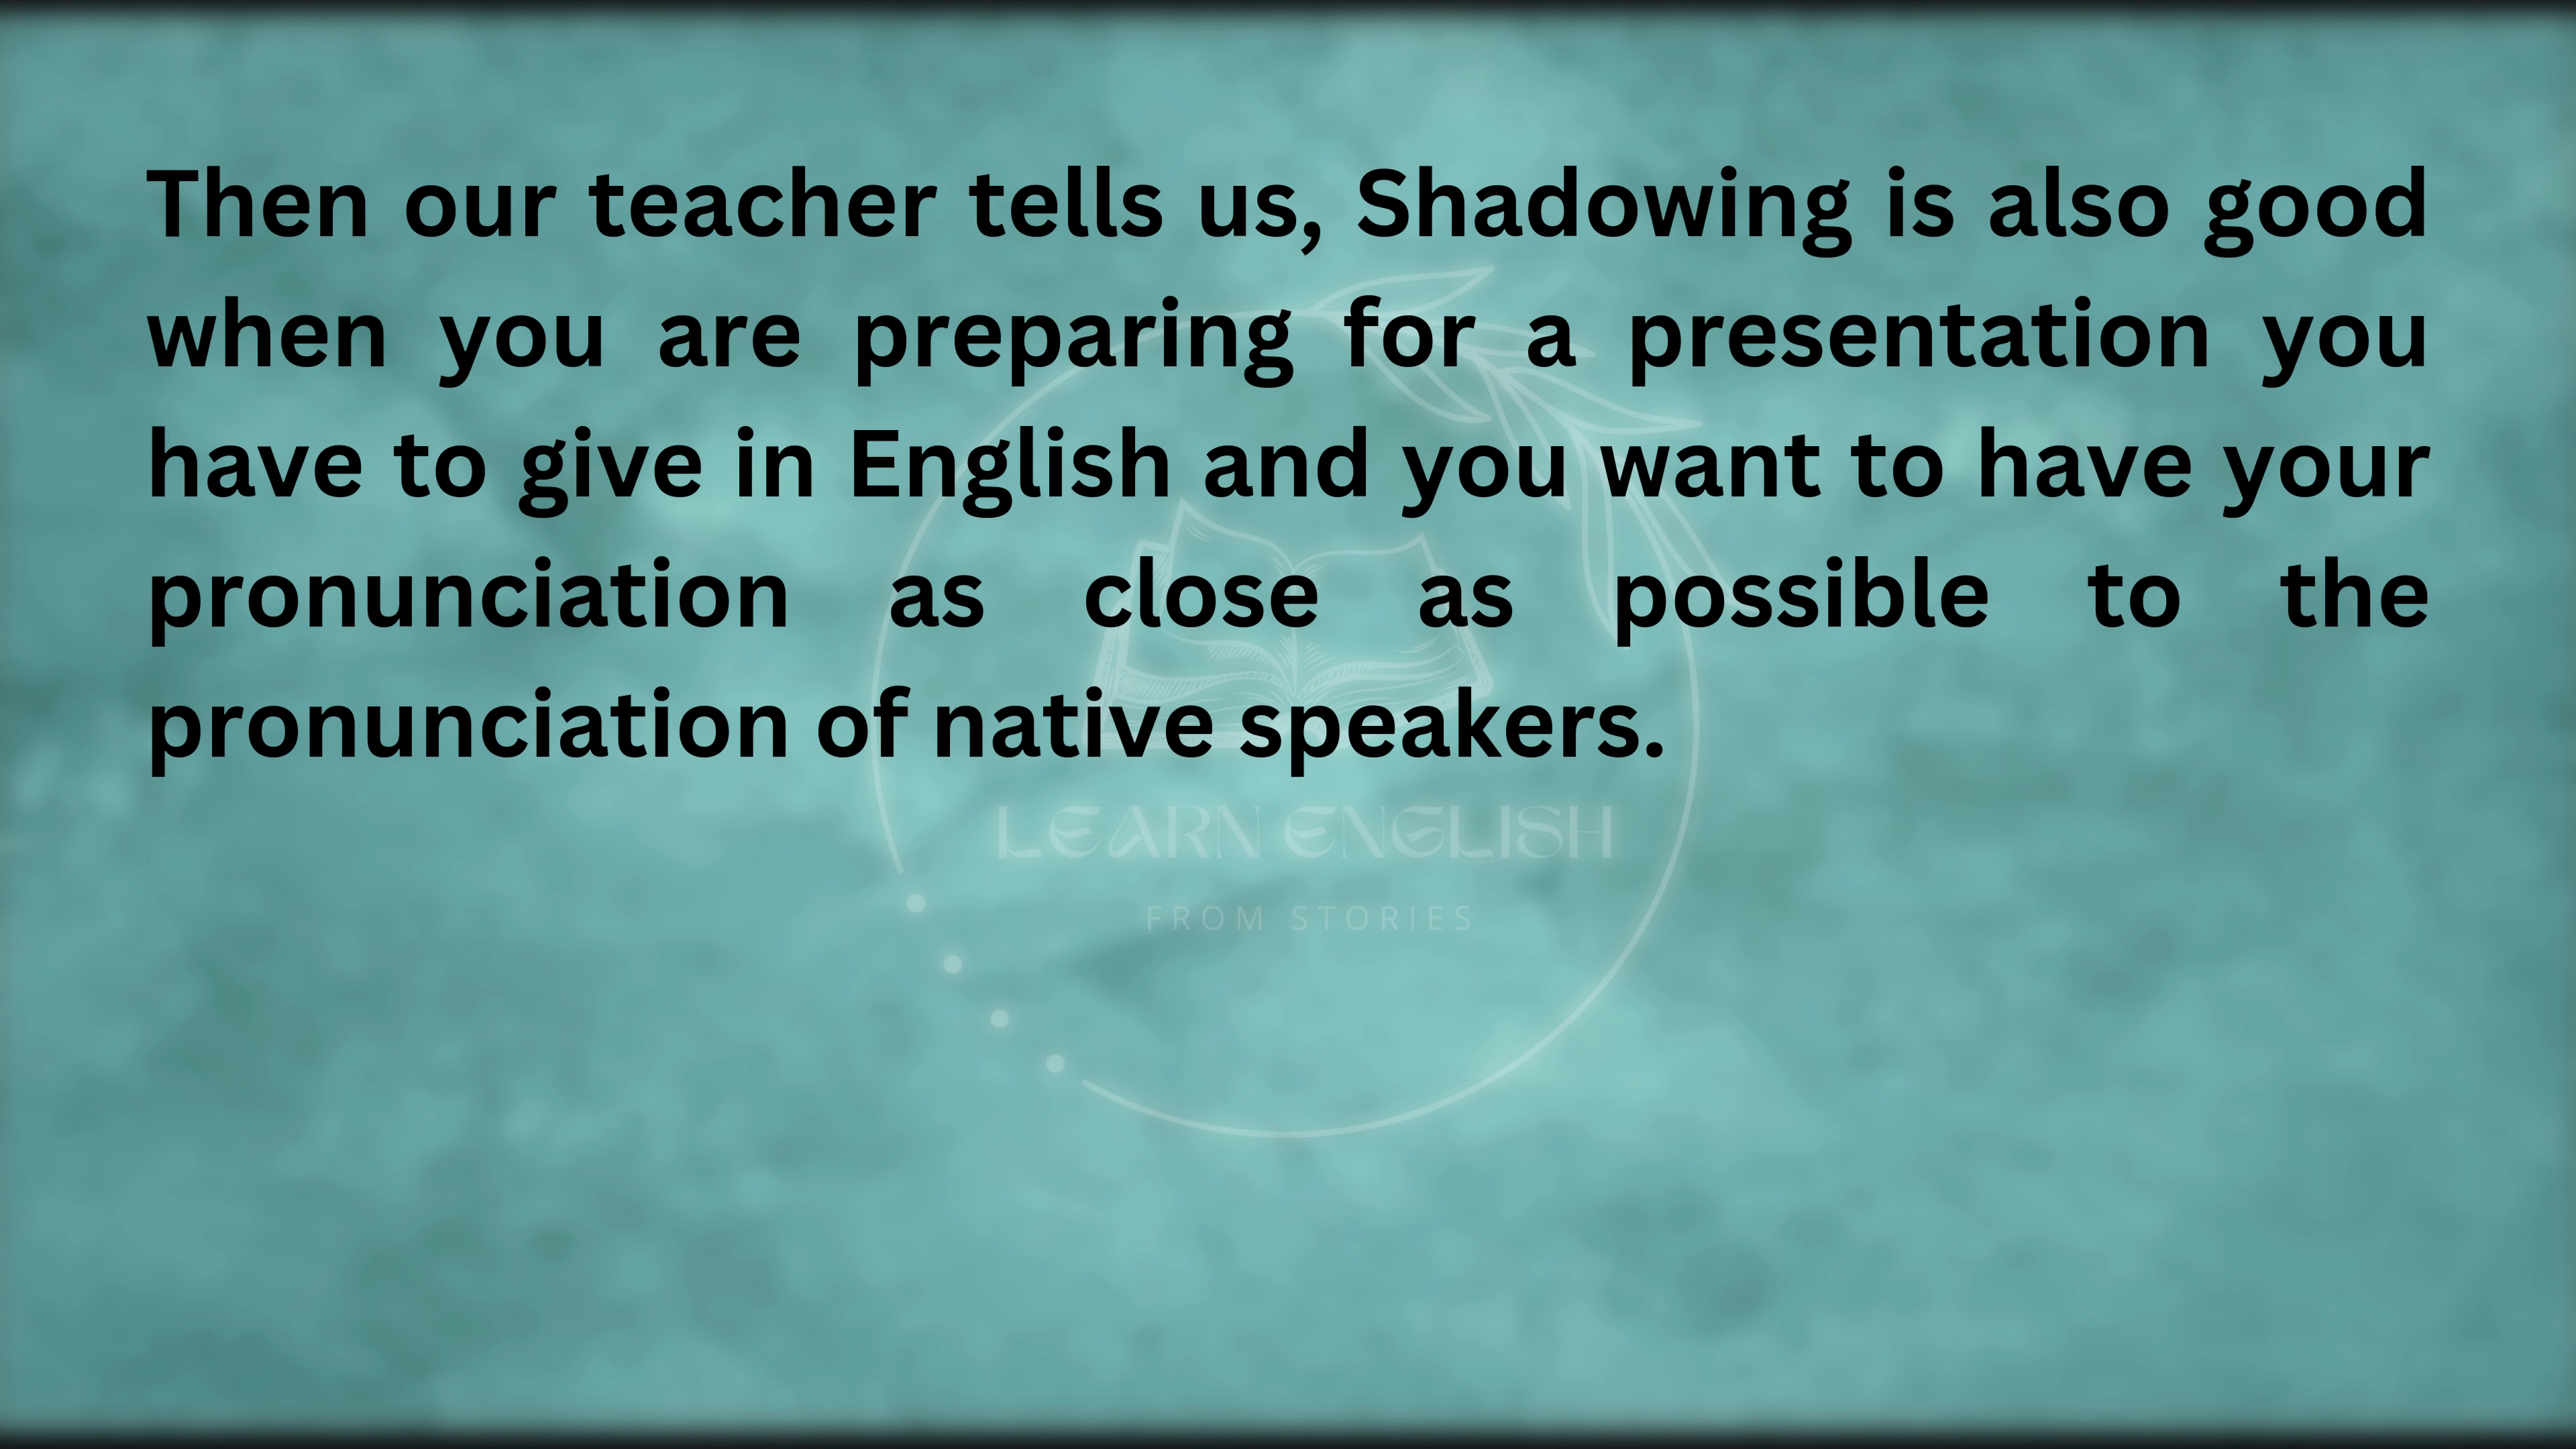 Then our teacher tells us, Shadowing is also good
when you are preparing for a presentation you
have to give in English and you want to have your
pronunciation as close as possible to the
pronunciation of native speakers.
LEARN ENGLISH
FROM STORIES